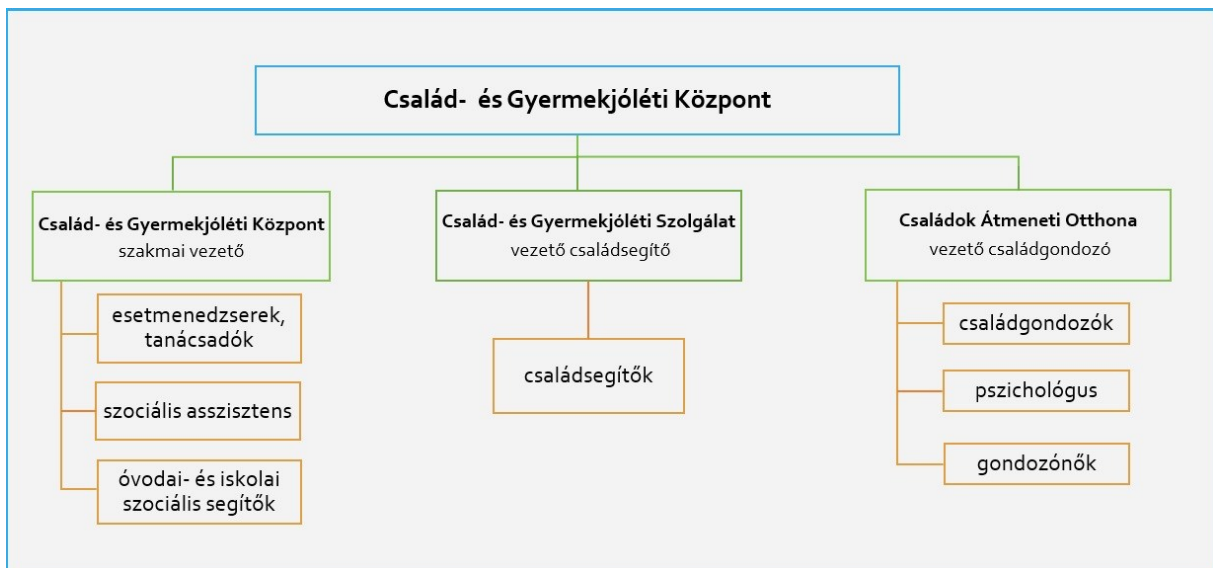 Család- és Gyermekjóléti Központ
Család- és Gyermekjóléti Központ
szakmai vezető
esetmenedzserek,
tanácsadók
szociális asszisztens
óvodai- és iskolai
szociális segítők
Család- és Gyermekjóléti Szolgálat
vezető családsegítő
családsegítők
Családok Átmeneti Otthona
vezető családgondozó
családgondozók
pszichológus
gondozónők